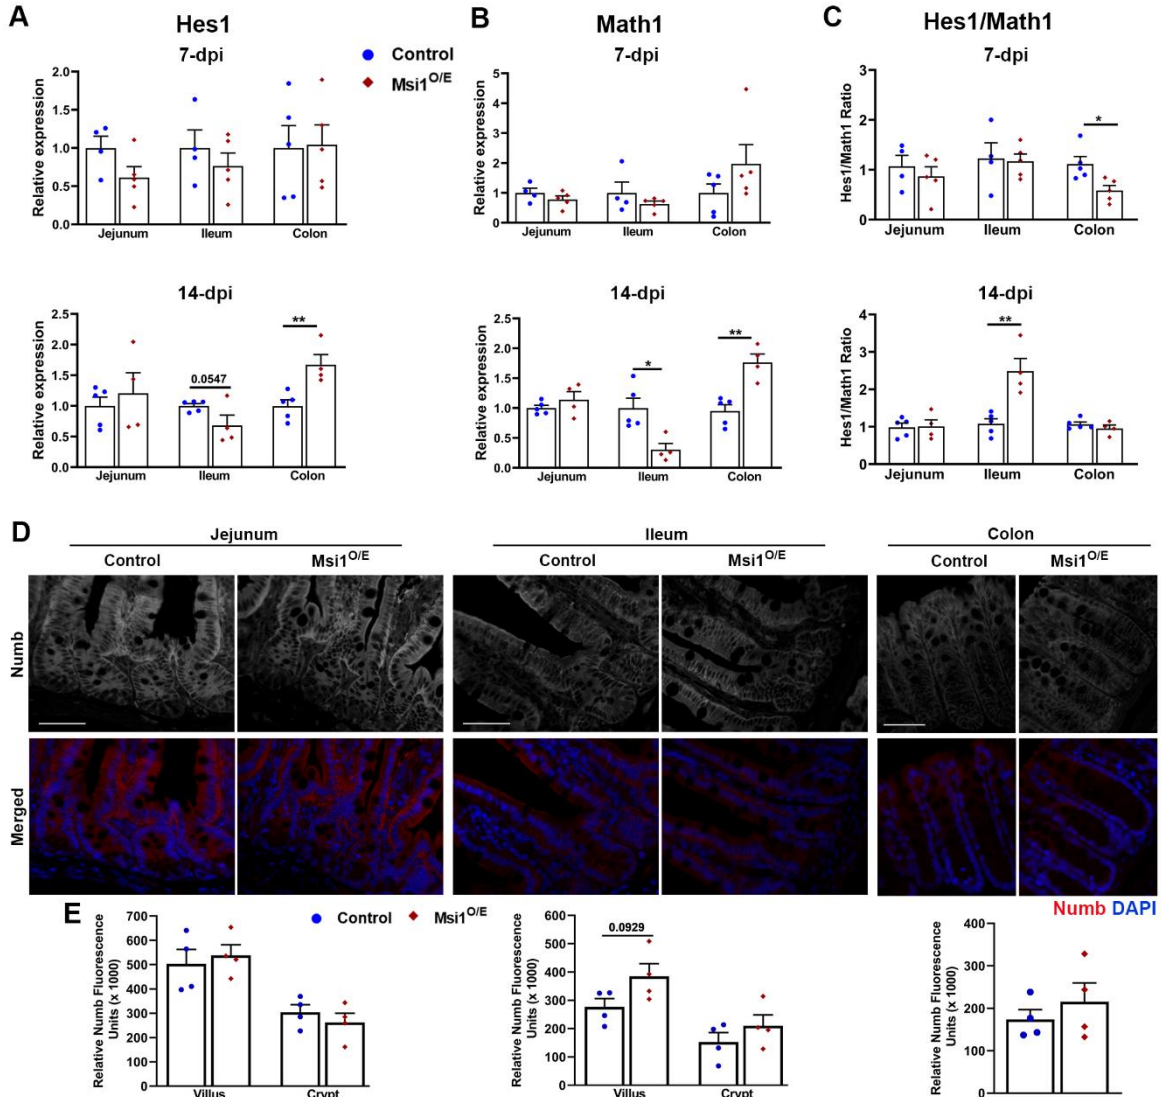 A
Hes1
7-dpi
Relative expression
2.0
1.5
1.0
0.5
0.0
Jejunum Ileum Colon
Control
Msi1O/E
14-dpi
Relative expression
2.5
2.0
1.5
1.0
0.5
0.0
0.0547
**
Jejunum Ileum Colon
B
Math1
7-dpi
Relative expression
5
4
3
2
1
0
Jejunum Ileum Colon
14-dpi
Relative expression
2.5
2.0
1.5
1.0
0.5
0.0
*
**
Jejunum Ileum Colon
C
Hes1/Math1
7-dpi
Hes1/Math1 Ratio
3
2
1
0
*
Jejunum Ileum Colon
14-dpi
Hes1/Math1 Ratio
4
3
2
1
0
**
Jejunum Ileum Colon
D
Jejunum Ileum Colon
Control Msi1O/E Control Msi1O/E Control Msi1O/E
Numb
Merged
Numb DAPI
E
Control Msi1O/E
Relative Numb Fluorescence
Units (x 1000)
700
600
500
400
300
200
100
0
Villus Crypt
Relative Numb Fluorescence
Units (x 1000)
600
500
400
300
200
100
0
0.0929
Villus Crypt
Relative Numb Fluorescence
Units (x 1000)
400
300
200
100
0